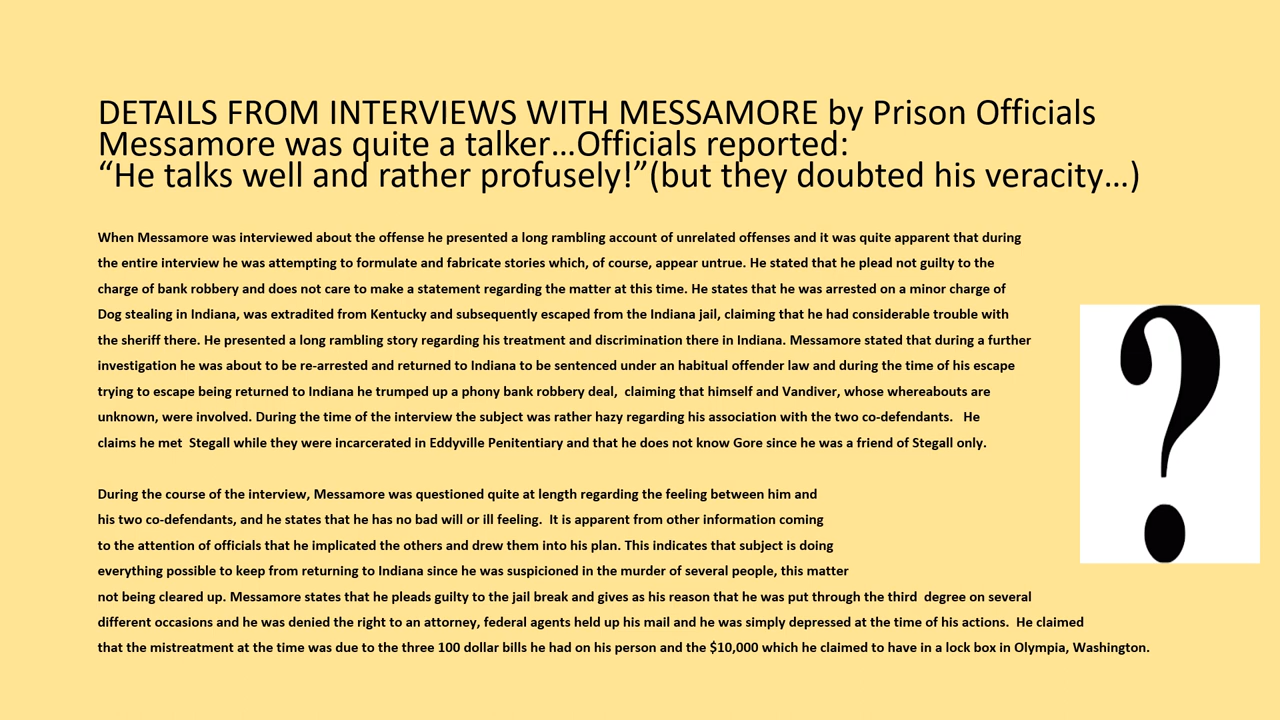 DETAILS FROM INTERVIEWS WITH MESSAMORE by Prison Officials
Messamore was quite a talker…Officials reported:
“He talks well and rather profusely!”(but they doubted his veracity…)
When Messamore was interviewed about the offense he presented a long rambling account of unrelated offenses and it was quite apparent that during
the entire interview he was attempting to formulate and fabricate stories which, of course, appear untrue. He stated that he plead not guilty to the
charge of bank robbery and does not care to make a statement regarding the matter at this time. He states that he was arrested on a minor charge of
Dog stealing in Indiana, was extradited from Kentucky and subsequently escaped from the Indiana jail, claiming that he had considerable trouble with
the sheriff there. He presented a long rambling story regarding his treatment and discrimination there in Indiana. Messamore stated that during a further
investigation he was about to be re-arrested and returned to Indiana to be sentenced under an habitual offender law and during the time of his escape
trying to escape being returned to Indiana he trumped up a phony bank robbery deal,  claiming that himself and Vandiver, whose whereabouts are
unknown, were involved. During the time of the interview the subject was rather hazy regarding his association with the two co-defendants.   He
claims he met  Stegall while they were incarcerated in Eddyville Penitentiary and that he does not know Gore since he was a friend of Stegall only.
During the course of the interview, Messamore was questioned quite at length regarding the feeling between him and
his two co-defendants, and he states that he has no bad will or ill feeling.  It is apparent from other information coming
to the attention of officials that he implicated the others and drew them into his plan. This indicates that subject is doing
everything possible to keep from returning to Indiana since he was suspicioned in the murder of several people, this matter
not being cleared up. Messamore states that he pleads guilty to the jail break and gives as his reason that he was put through the third  degree on several
different occasions and he was denied the right to an attorney, federal agents held up his mail and he was simply depressed at the time of his actions.  He claimed
that the mistreatment at the time was due to the three 100 dollar bills he had on his person and the $10,000 which he claimed to have in a lock box in Olympia, Washington.
?